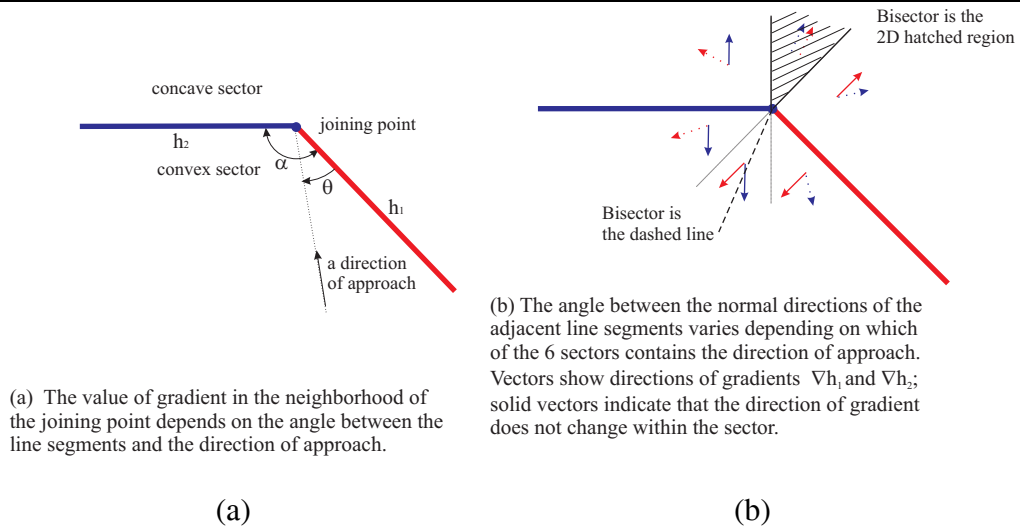 concave sector
h₂
joining point
α
convex sector
θ
h₁
a direction
of approach
(a) The value of gradient in the neighborhood of
the joining point depends on the angle between the
line segments and the direction of approach.
(a)
Bisector is the
2D hatched region
Bisector is
the dashed line
(b) The angle between the normal directions of the
adjacent line segments varies depending on which
of the 6 sectors contains the direction of approach.
Vectors show directions of gradients ∇h₁ and ∇h₂;
solid vectors indicate that the direction of gradient
does not change within the sector.
(b)